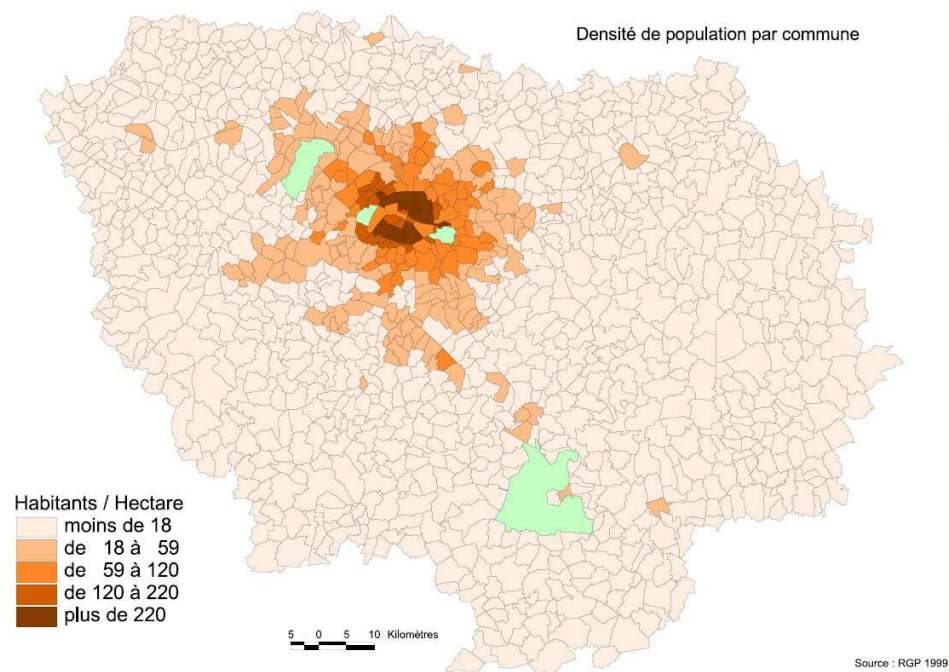 Densité de population par commune
Habitants / Hectare
moins de 18
de 18 à 59
de 59 à 120
de 120 à 220
plus de 220
5 0 5 10 Kilomètres
Source : RGP 1999